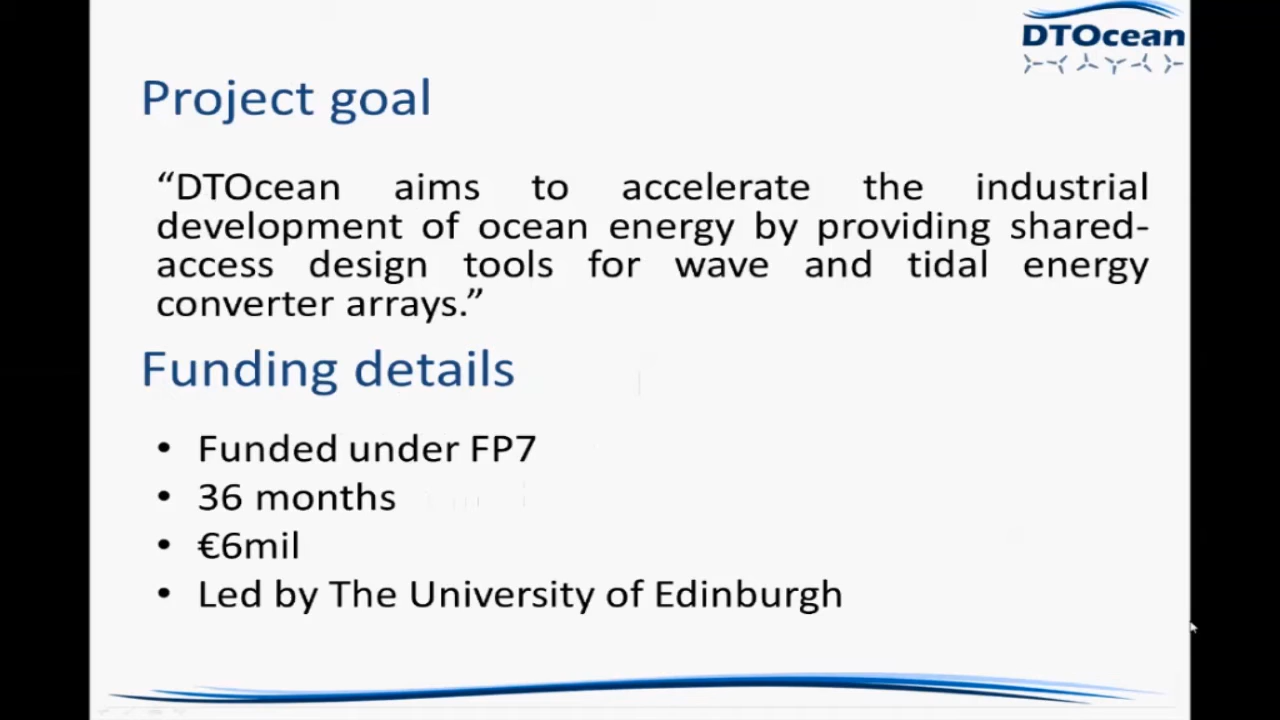 DTOcean
Project goal
“DTOcean aims to accelerate the industrial
development of ocean energy by providing shared-
access design tools for wave and tidal energy
converter arrays.”
Funding details
• Funded under FP7
• 36 months
• €6mil
• Led by The University of Edinburgh